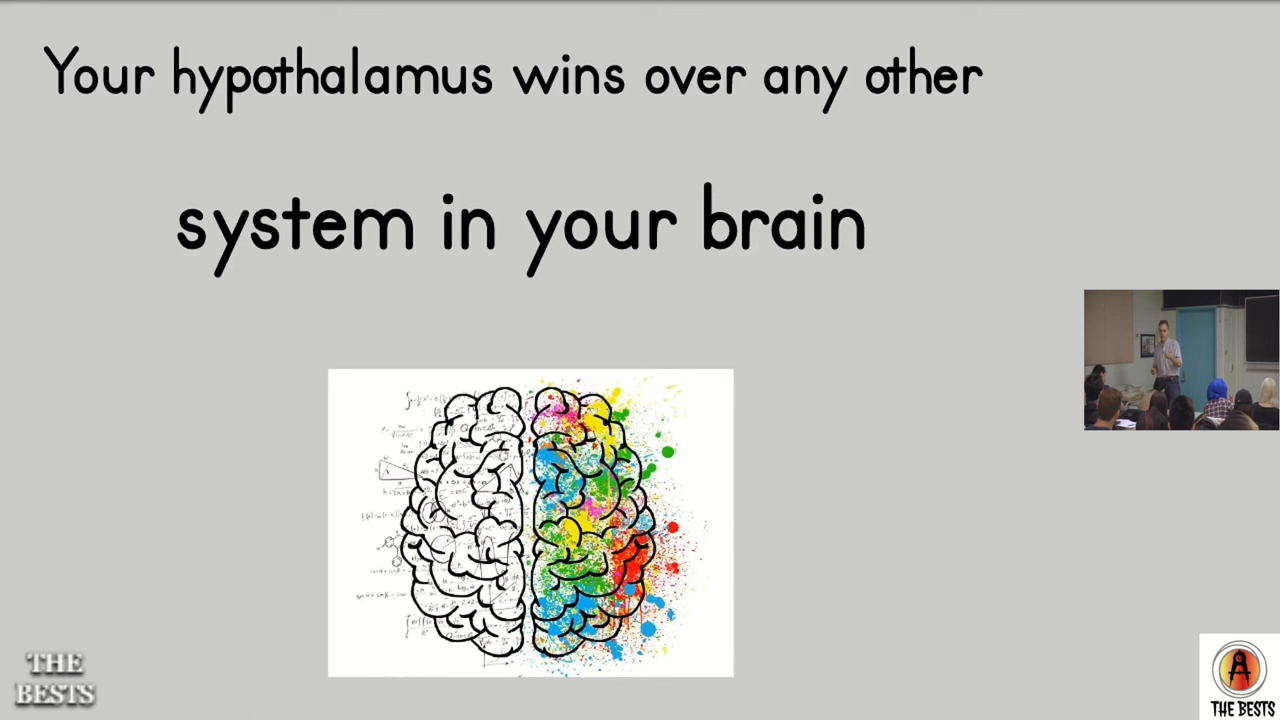 Your hypothalamus wins over any other
system in your brain
THE
BESTS
THE BESTS